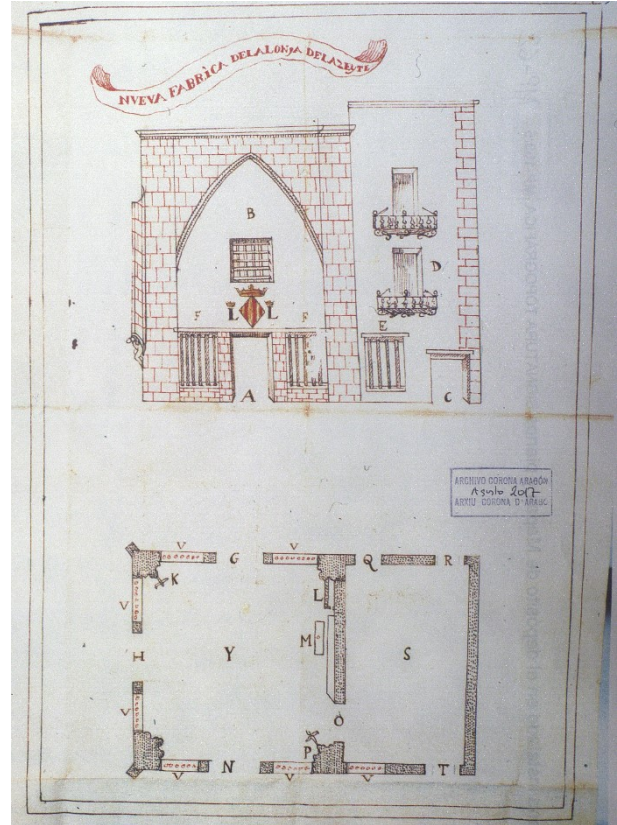 NUEVA FABRICA DELALONJA DELAZEYTE
B
D
L L
F F
E
A
C
ARCHIVO CORONA ARAGÓN
Agosto 2017
ARXIU CORONA D'ARAGÓ
V G V Q R
K
L
V
H Y M S
V
O
P
V N V V T